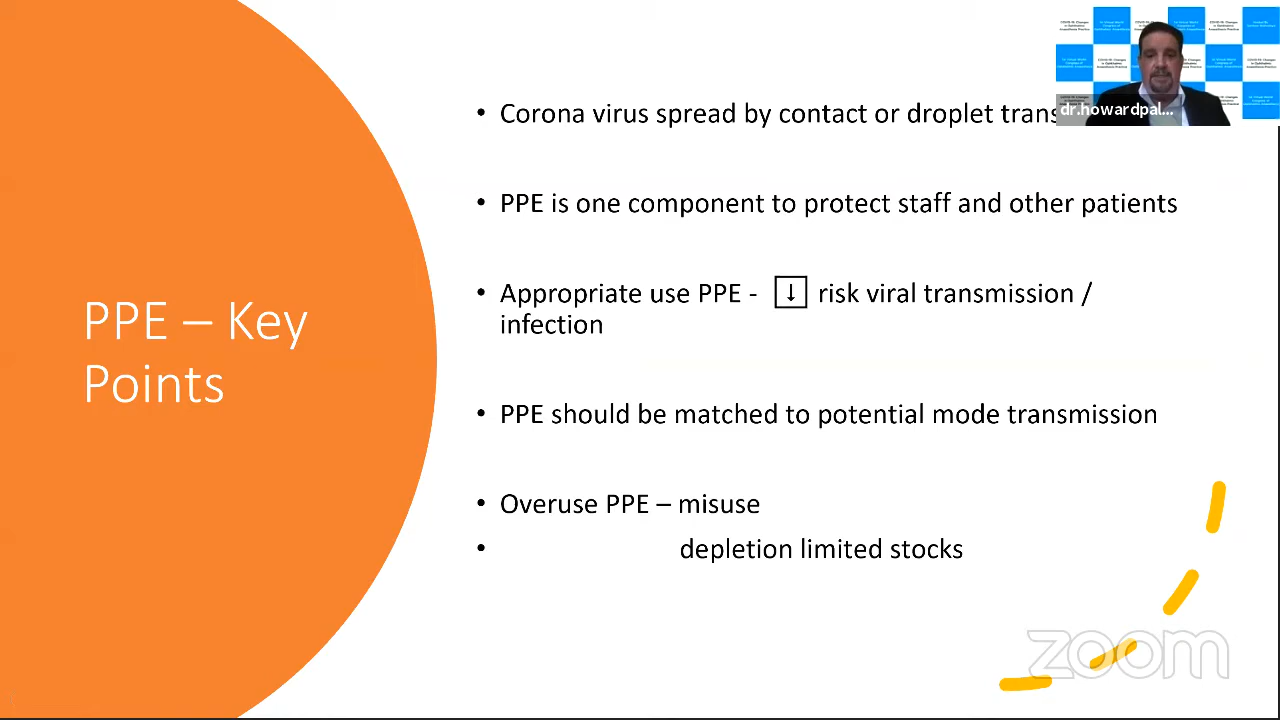 • Corona virus spread by contact or droplet trans
dr.howardpal...
• PPE is one component to protect staff and other patients
• Appropriate use PPE - ↓ risk viral transmission /
infection
PPE – Key
Points
• PPE should be matched to potential mode transmission
• Overuse PPE – misuse
• depletion limited stocks
zoom